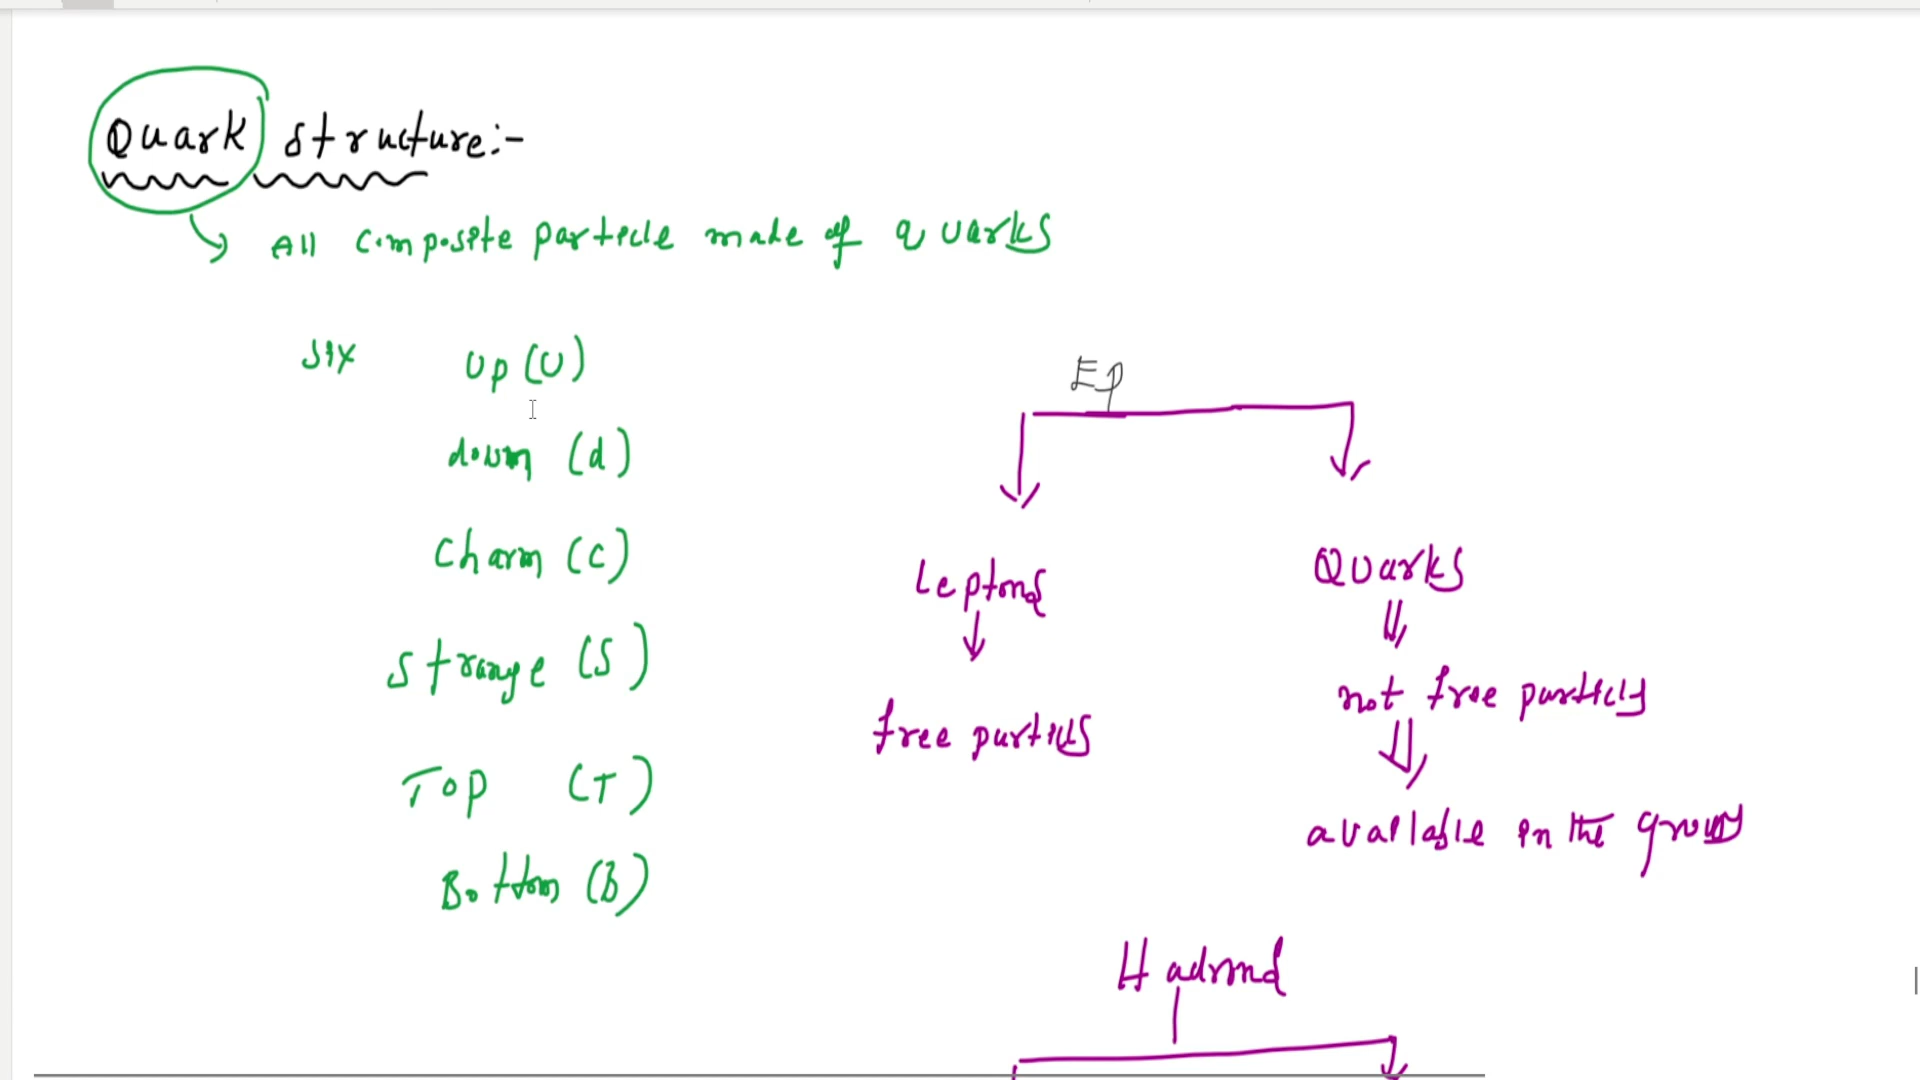 Quark structure:-
All composite particle made of quarks
six
Up (U)
down (d)
Charm (C)
Strange (S)
Top (T)
Bottom (B)
EP
Leptons
free particles
Quarks
not free particles
available in the group
Hadrons